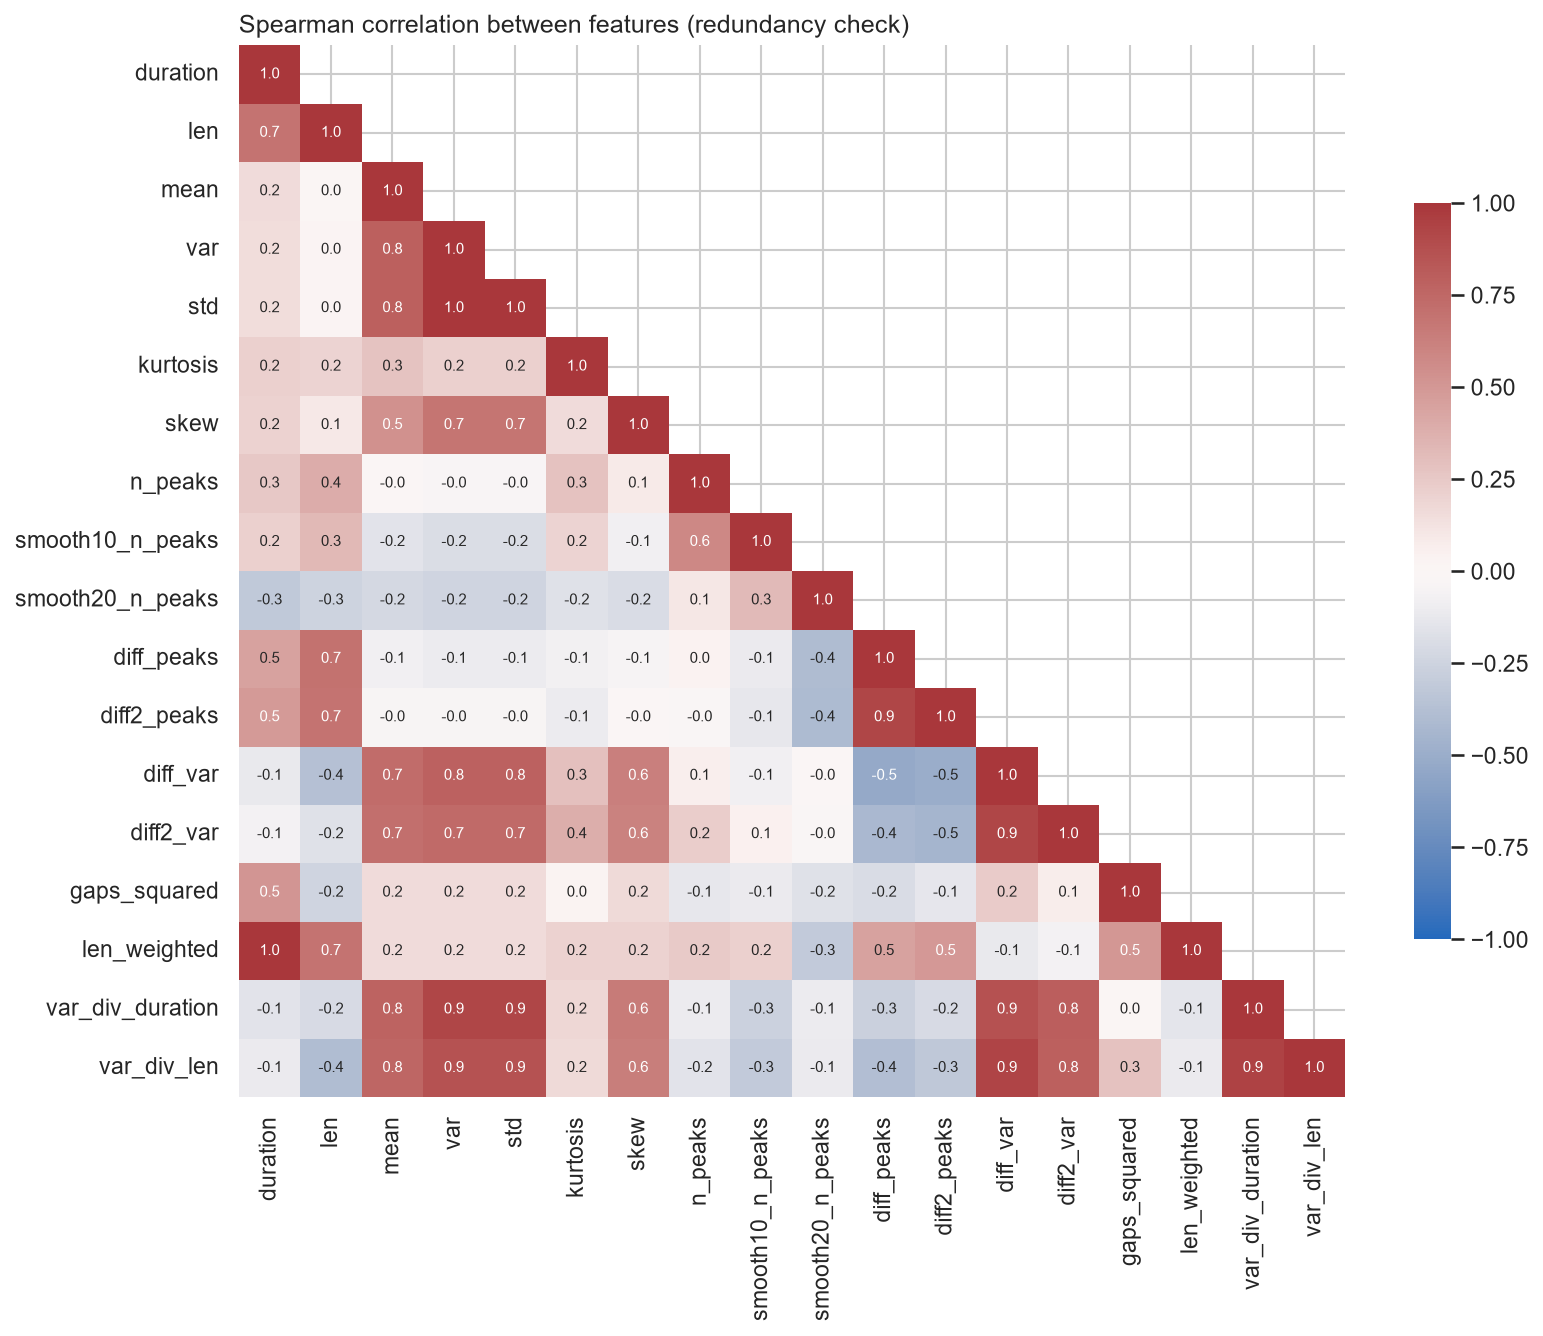 Spearman correlation between features (redundancy check)
duration 1.0
len 0.7 1.0
mean 0.2 0.0 1.0
var 0.2 0.0 0.8 1.0
std 0.2 0.0 0.8 1.0 1.0
kurtosis 0.2 0.2 0.3 0.2 0.2 1.0
skew 0.2 0.1 0.5 0.7 0.7 0.2 1.0
n_peaks 0.3 0.4 -0.0 -0.0 -0.0 0.3 0.1 1.0
smooth10_n_peaks 0.2 0.3 -0.2 -0.2 -0.2 0.2 -0.1 0.6 1.0
smooth20_n_peaks -0.3 -0.3 -0.2 -0.2 -0.2 -0.2 -0.2 0.1 0.3 1.0
diff_peaks 0.5 0.7 -0.1 -0.1 -0.1 -0.1 -0.1 0.0 -0.1 -0.4 1.0
diff2_peaks 0.5 0.7 -0.0 -0.0 -0.0 -0.1 -0.0 -0.0 -0.1 -0.4 0.9 1.0
diff_var -0.1 -0.4 0.7 0.8 0.8 0.3 0.6 0.1 -0.1 -0.0 -0.5 -0.5 1.0
diff2_var -0.1 -0.2 0.7 0.7 0.7 0.4 0.6 0.2 0.1 -0.0 -0.4 -0.5 0.9 1.0
gaps_squared 0.5 -0.2 0.2 0.2 0.2 0.0 0.2 -0.1 -0.1 -0.2 -0.2 -0.1 0.2 0.1 1.0
len_weighted 1.0 0.7 0.2 0.2 0.2 0.2 0.2 0.2 0.2 -0.3 0.5 0.5 -0.1 -0.1 0.5 1.0
var_div_duration -0.1 -0.2 0.8 0.9 0.9 0.2 0.6 -0.1 -0.3 -0.1 -0.3 -0.2 0.9 0.8 0.0 -0.1 1.0
var_div_len -0.1 -0.4 0.8 0.9 0.9 0.2 0.6 -0.2 -0.3 -0.1 -0.4 -0.3 0.9 0.8 0.3 -0.1 0.9 1.0
duration
len
mean
var
std
kurtosis
skew
n_peaks
smooth10_n_peaks
smooth20_n_peaks
diff_peaks
diff2_peaks
diff_var
diff2_var
gaps_squared
len_weighted
var_div_duration
var_div_len
1.00
0.75
0.50
0.25
0.00
−0.25
−0.50
−0.75
−1.00